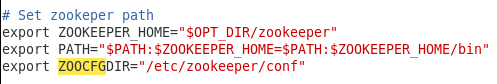 # Set zookeper path
export ZOOKEEPER_HOME="$OPT_DIR/zookeeper"
export PATH="$PATH:$ZOOKEEPER_HOME=$PATH:$ZOOKEEPER_HOME/bin"
export ZOOCFGDIR="/etc/zookeeper/conf"